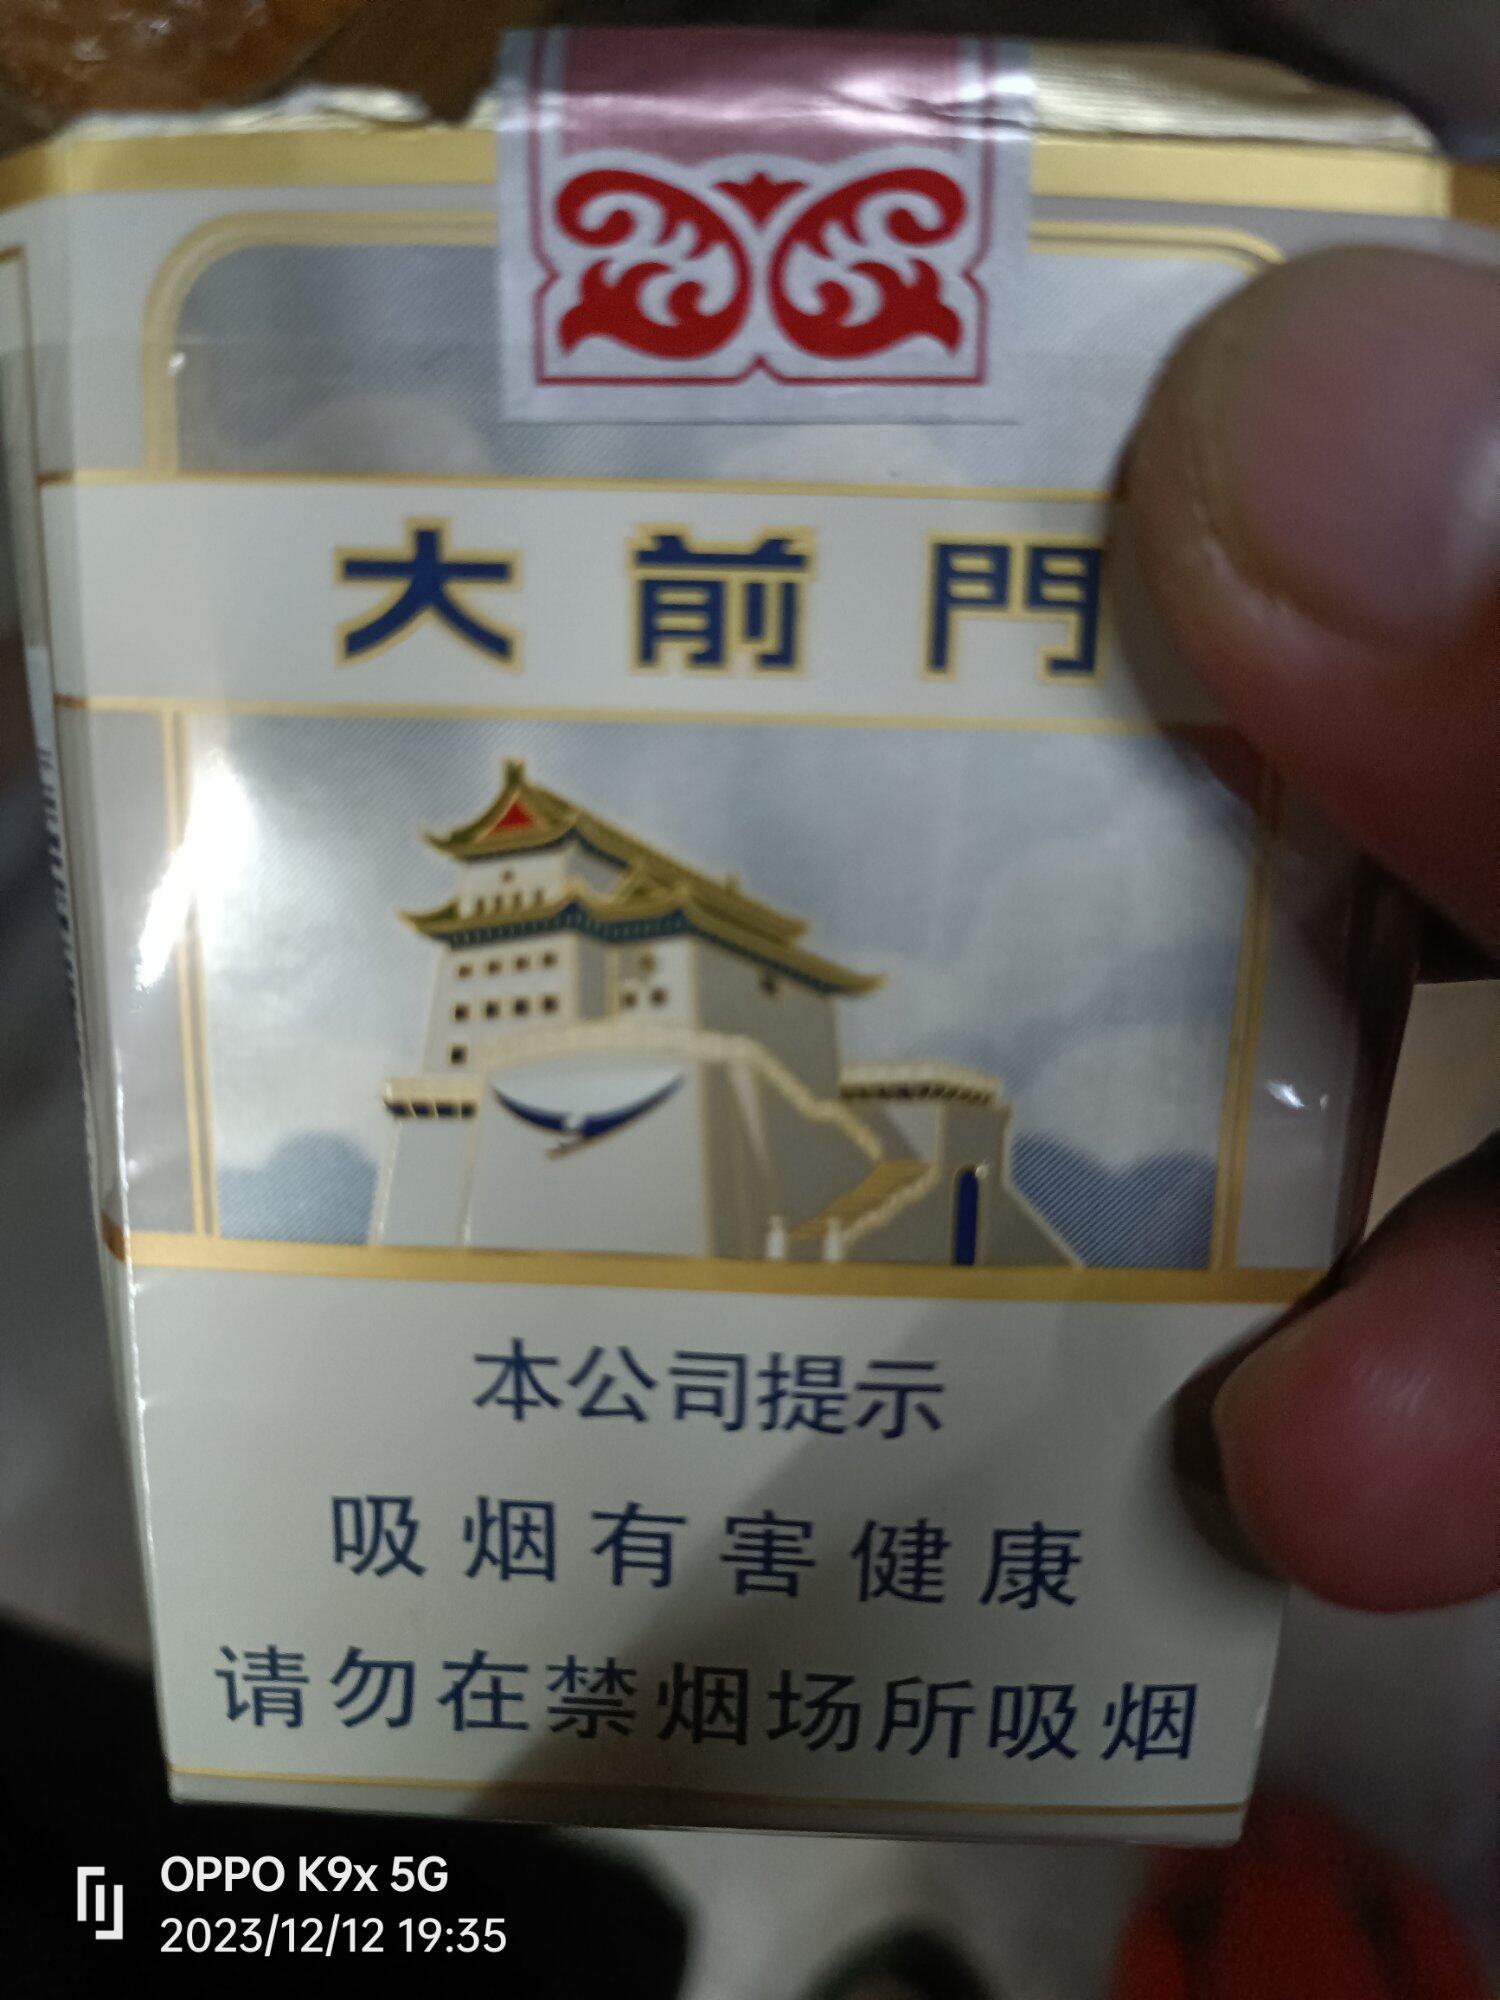 大前門
本公司提示
吸烟有害健康
请勿在禁烟场所吸烟
OPPO K9x 5G
2023/12/12 19:35